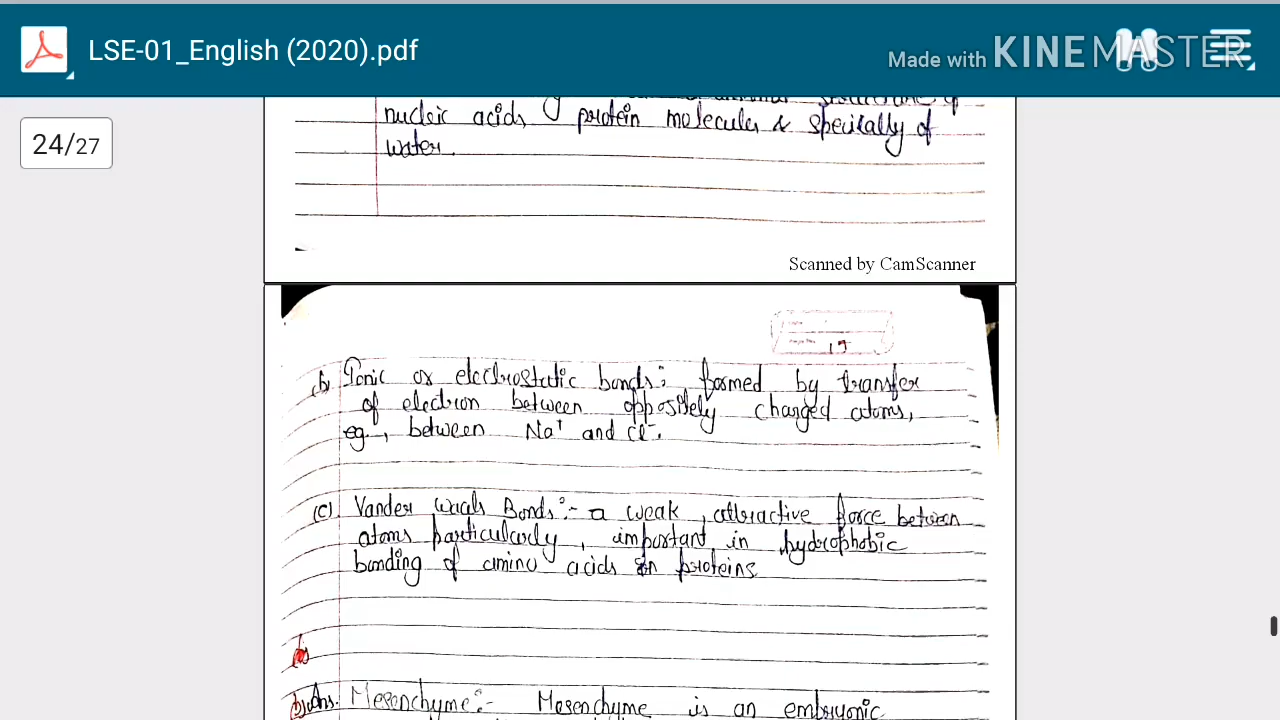 LSE-01_English (2020).pdf
Made with KINEMASTER
24/27
nucleic acids protein molecules & specitally of
water.
Scanned by CamScanner
19
(b). Ionic or electrostatic bonds: formed by transfer
of electron between oppositely charged atoms,
eg., between Na+ and Cl-.
(c) Vander waals Bonds:- a weak, attractive force between
atoms particularly, important in hydrophobic
bonding of amino acids in proteins
b) Ans. Mesenchyme:- Mesenchyme is an embryonic